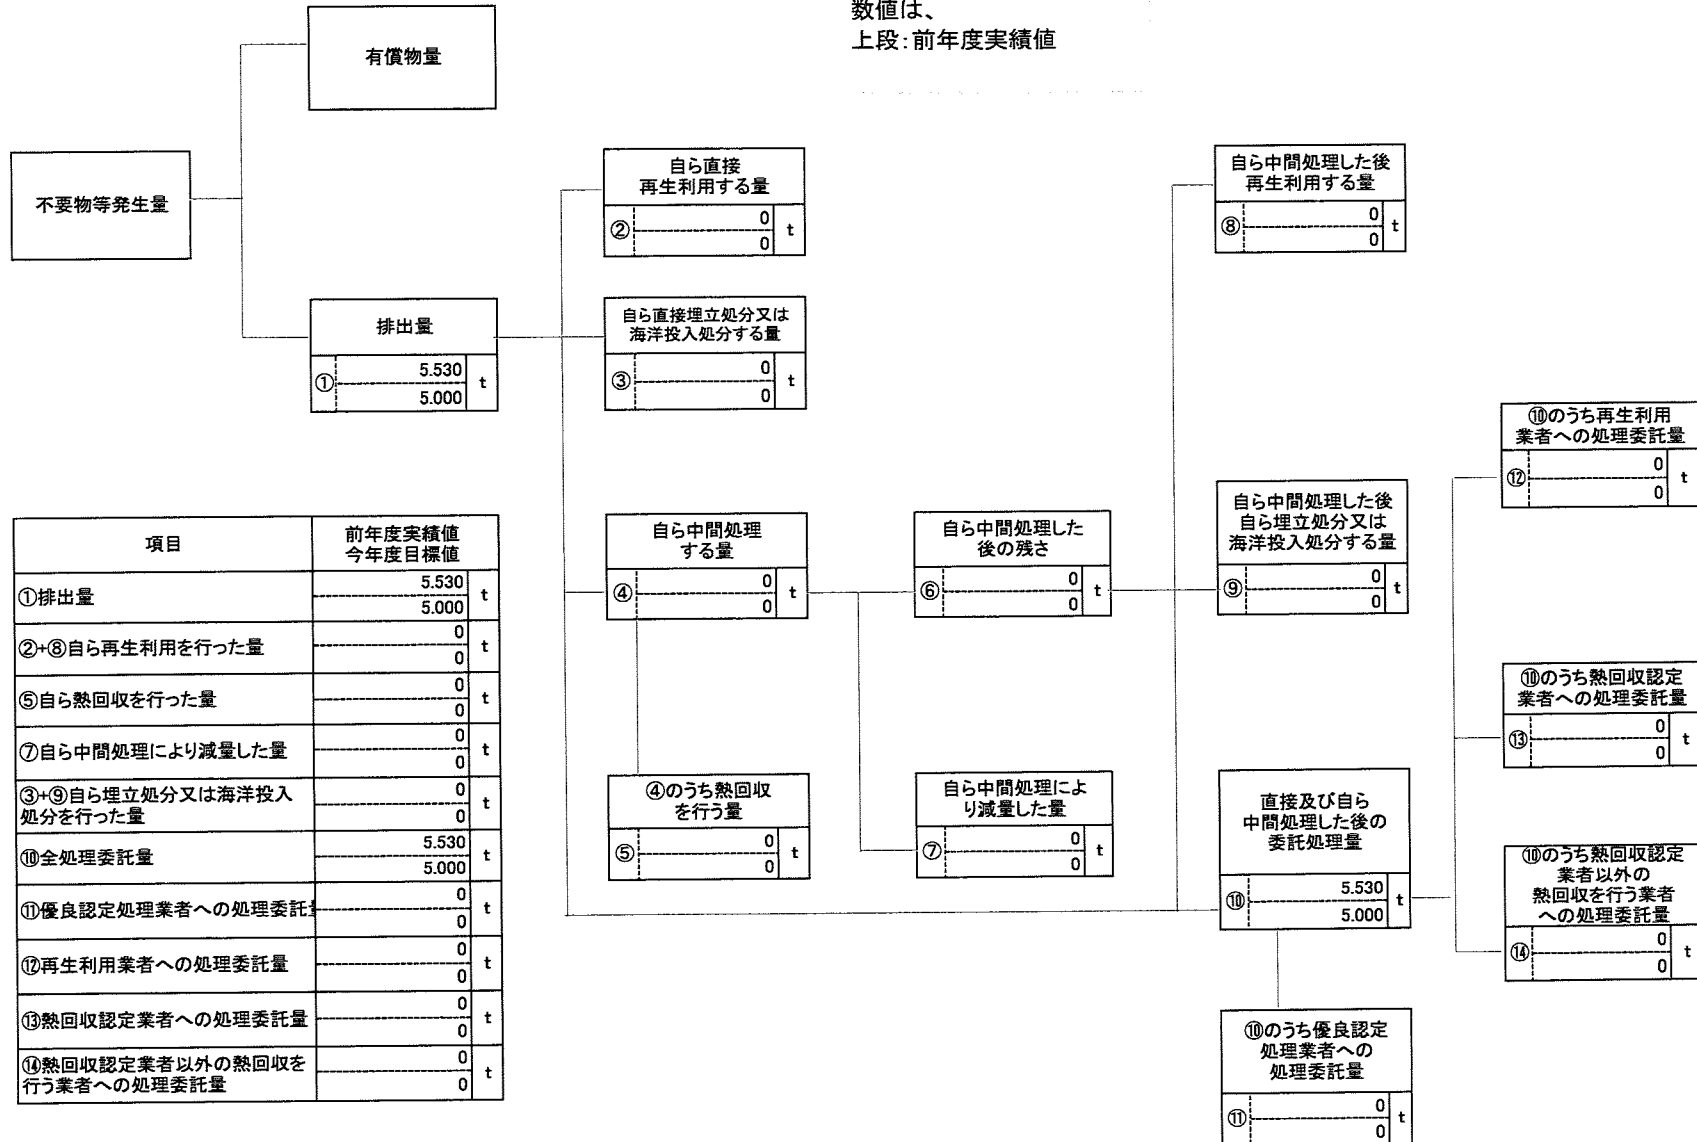 数値は、
上段:前年度実績値
有償物量
不要物等発生量
排出量
① 5.530 t
5.000
自ら直接
再生利用する量
② 0 t
0
自ら直接埋立処分又は
海洋投入処分する量
③ 0 t
0
自ら中間処理
する量
④ 0 t
0
④のうち熱回収
を行う量
⑤ 0 t
0
自ら中間処理した
後の残さ
⑥ 0 t
0
自ら中間処理によ
り減量した量
⑦ 0 t
0
自ら中間処理した後
再生利用する量
⑧ 0 t
0
自ら中間処理した後
自ら埋立処分又は
海洋投入処分する量
⑨ 0 t
0
直接及び自ら
中間処理した後の
委託処理量
⑩ 5.530 t
5.000
⑩のうち優良認定
処理業者への
処理委託量
⑪ 0 t
0
⑩のうち再生利用
業者への処理委託量
⑫ 0 t
0
⑩のうち熱回収認定
業者への処理委託量
⑬ 0 t
0
⑩のうち熱回収認定
業者以外の
熱回収を行う業者
への処理委託量
⑭ 0 t
0
項目 前年度実績値
今年度目標値
①排出量 5.530 t
5.000
②+⑧自ら再生利用を行った量 0 t
0
⑤自ら熱回収を行った量 0 t
0
⑦自ら中間処理により減量した量 0 t
0
③+⑨自ら埋立処分又は海洋投入
処分を行った量 0 t
0
⑩全処理委託量 5.530 t
5.000
⑪優良認定処理業者への処理委託 0 t
0
⑫再生利用業者への処理委託量 0 t
0
⑬熱回収認定業者への処理委託量 0 t
0
⑭熱回収認定業者以外の熱回収を
行う業者への処理委託量 0 t
0